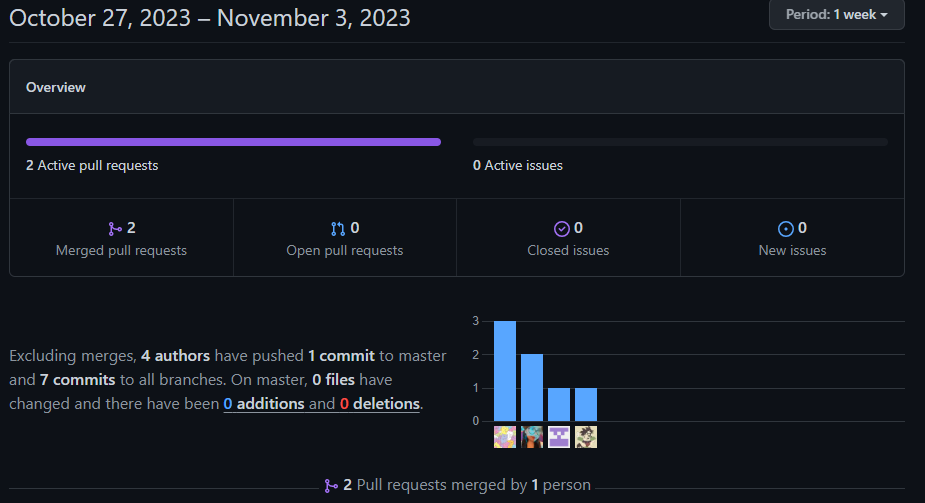 October 27, 2023 – November 3, 2023
Period: 1 week
Overview
2 Active pull requests
0 Active issues
2
Merged pull requests
0
Open pull requests
0
Closed issues
0
New issues
Excluding merges, 4 authors have pushed 1 commit to master
and 7 commits to all branches. On master, 0 files have
changed and there have been 0 additions and 0 deletions.
3
2
1
0
2 Pull requests merged by 1 person